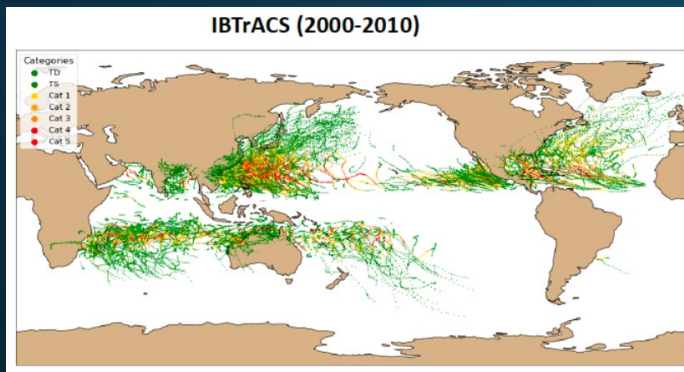 IBTrACS (2000-2010)
Categories
TD
TS
Cat 1
Cat 2
Cat 3
Cat 4
Cat 5